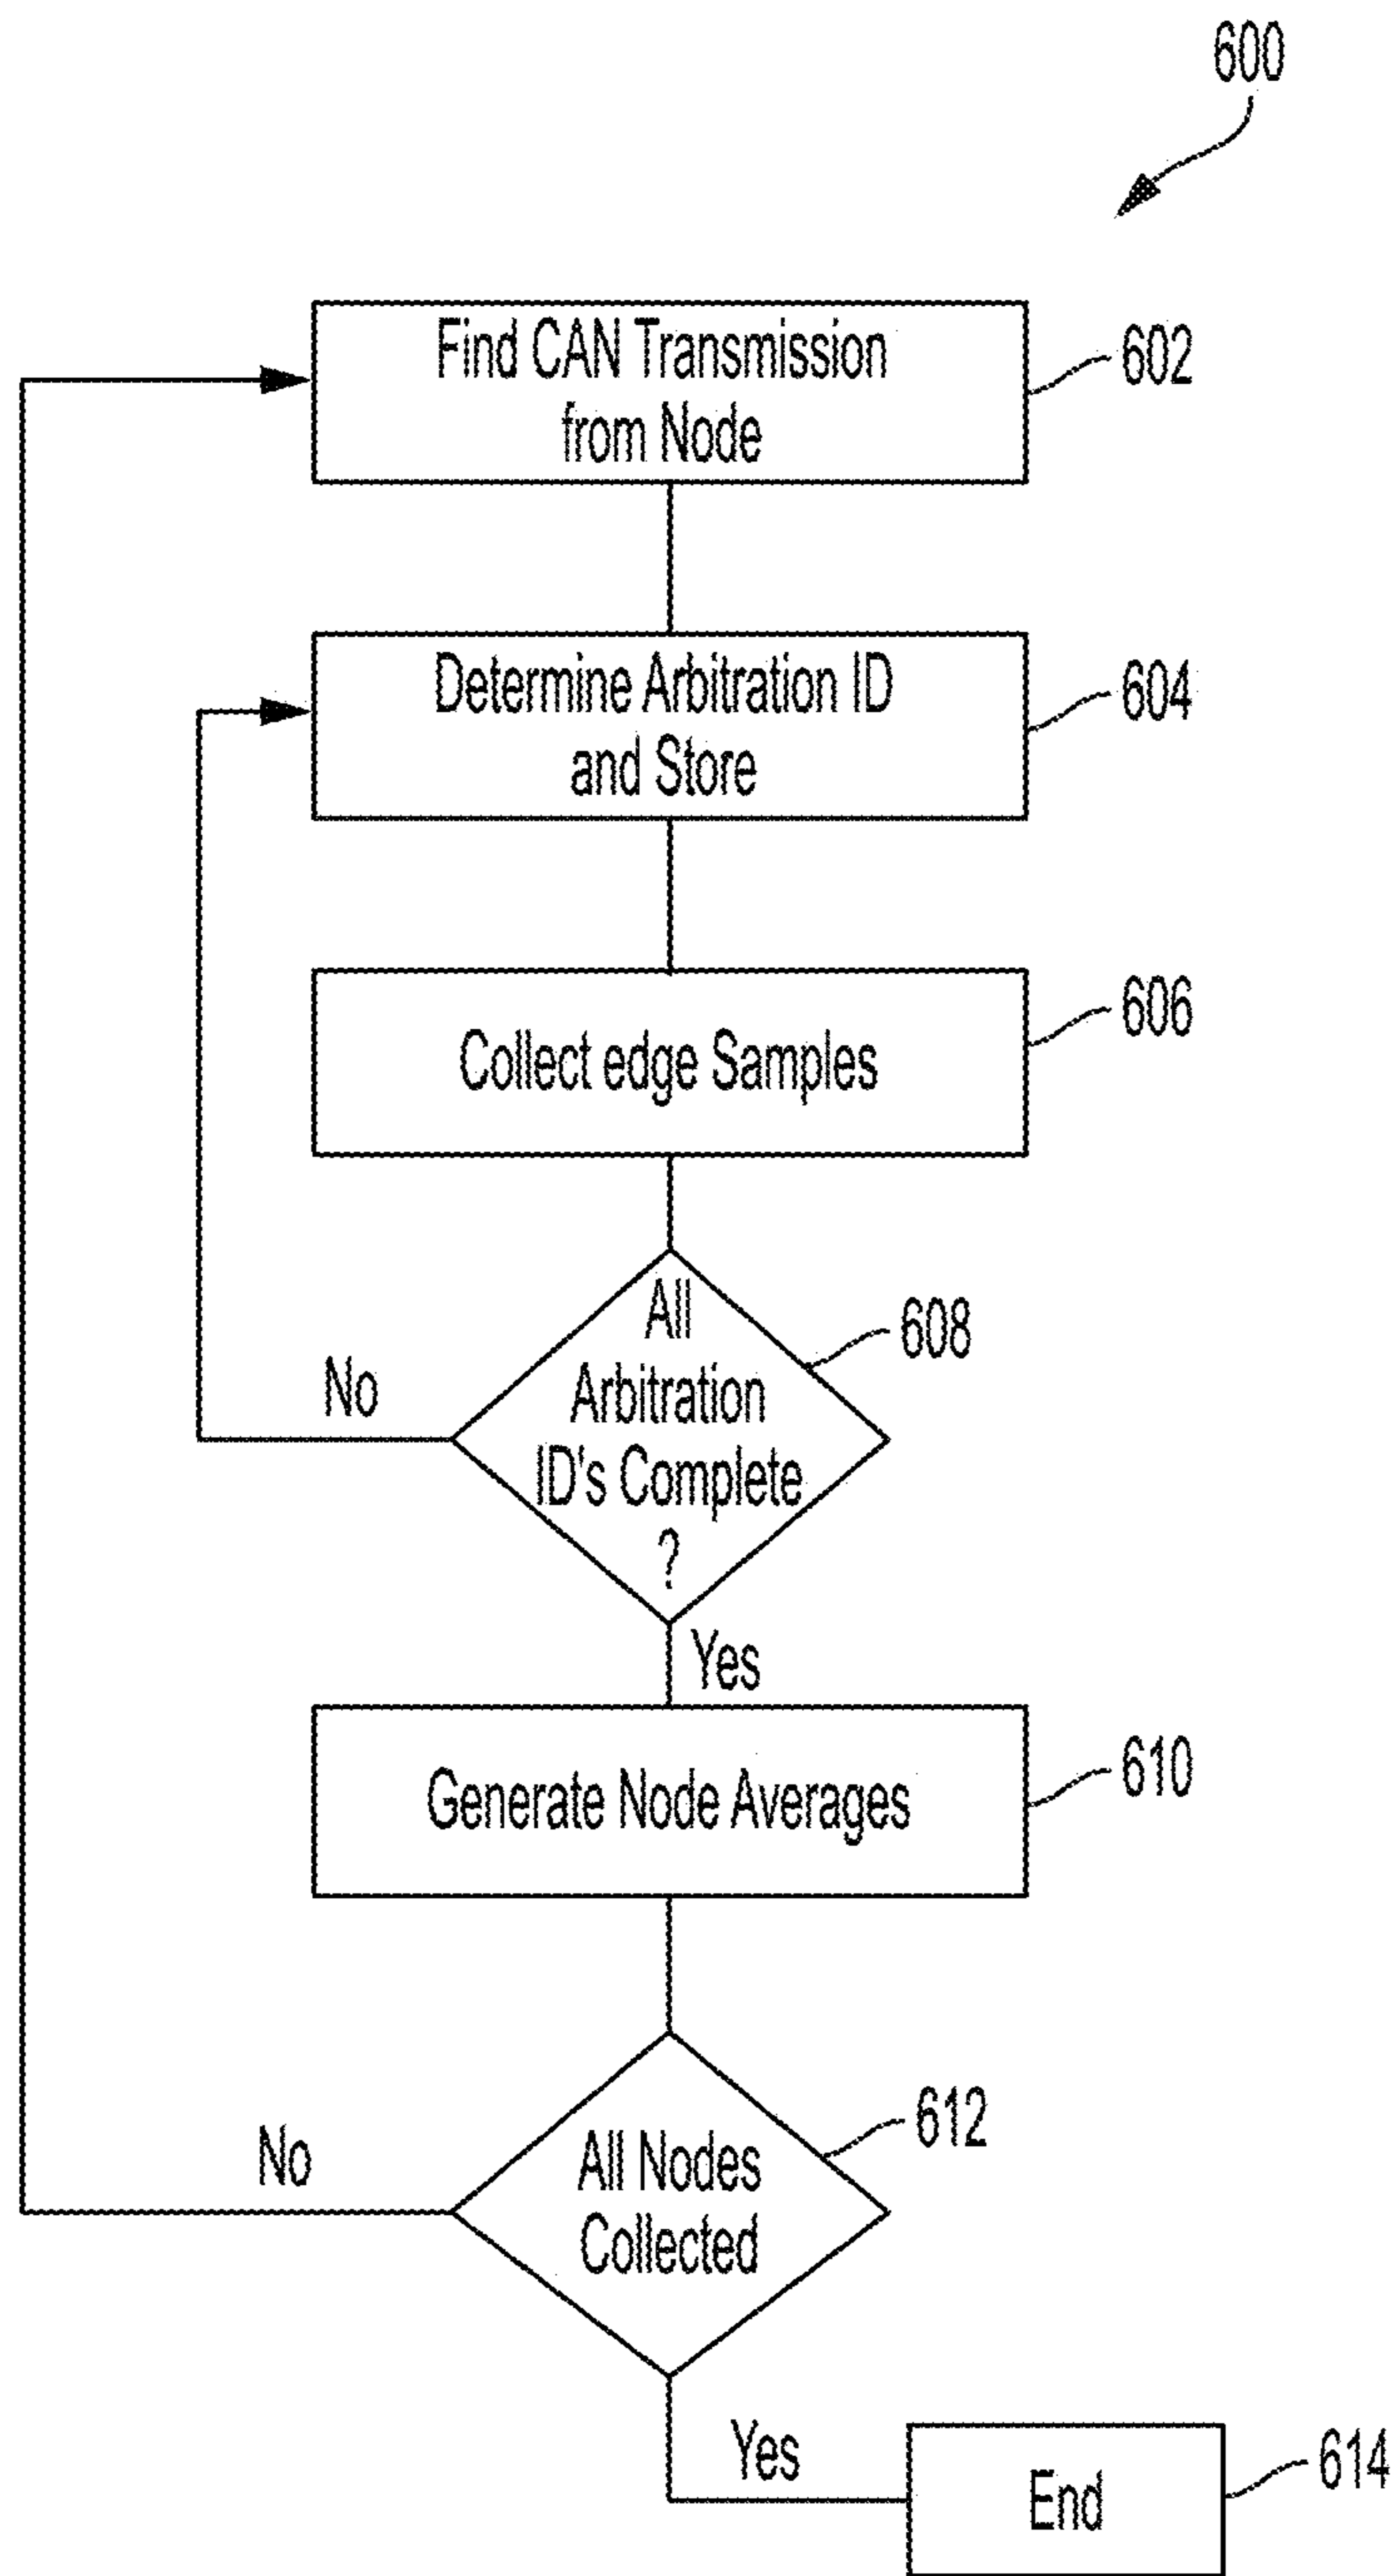 600
Find CAN Transmission
from Node
602
Determine Arbitration ID
and Store
604
Collect edge Samples
606
All
Arbitration
ID's Complete
?
608
No
Yes
Generate Node Averages
610
All Nodes
Collected
612
No
Yes
End
614